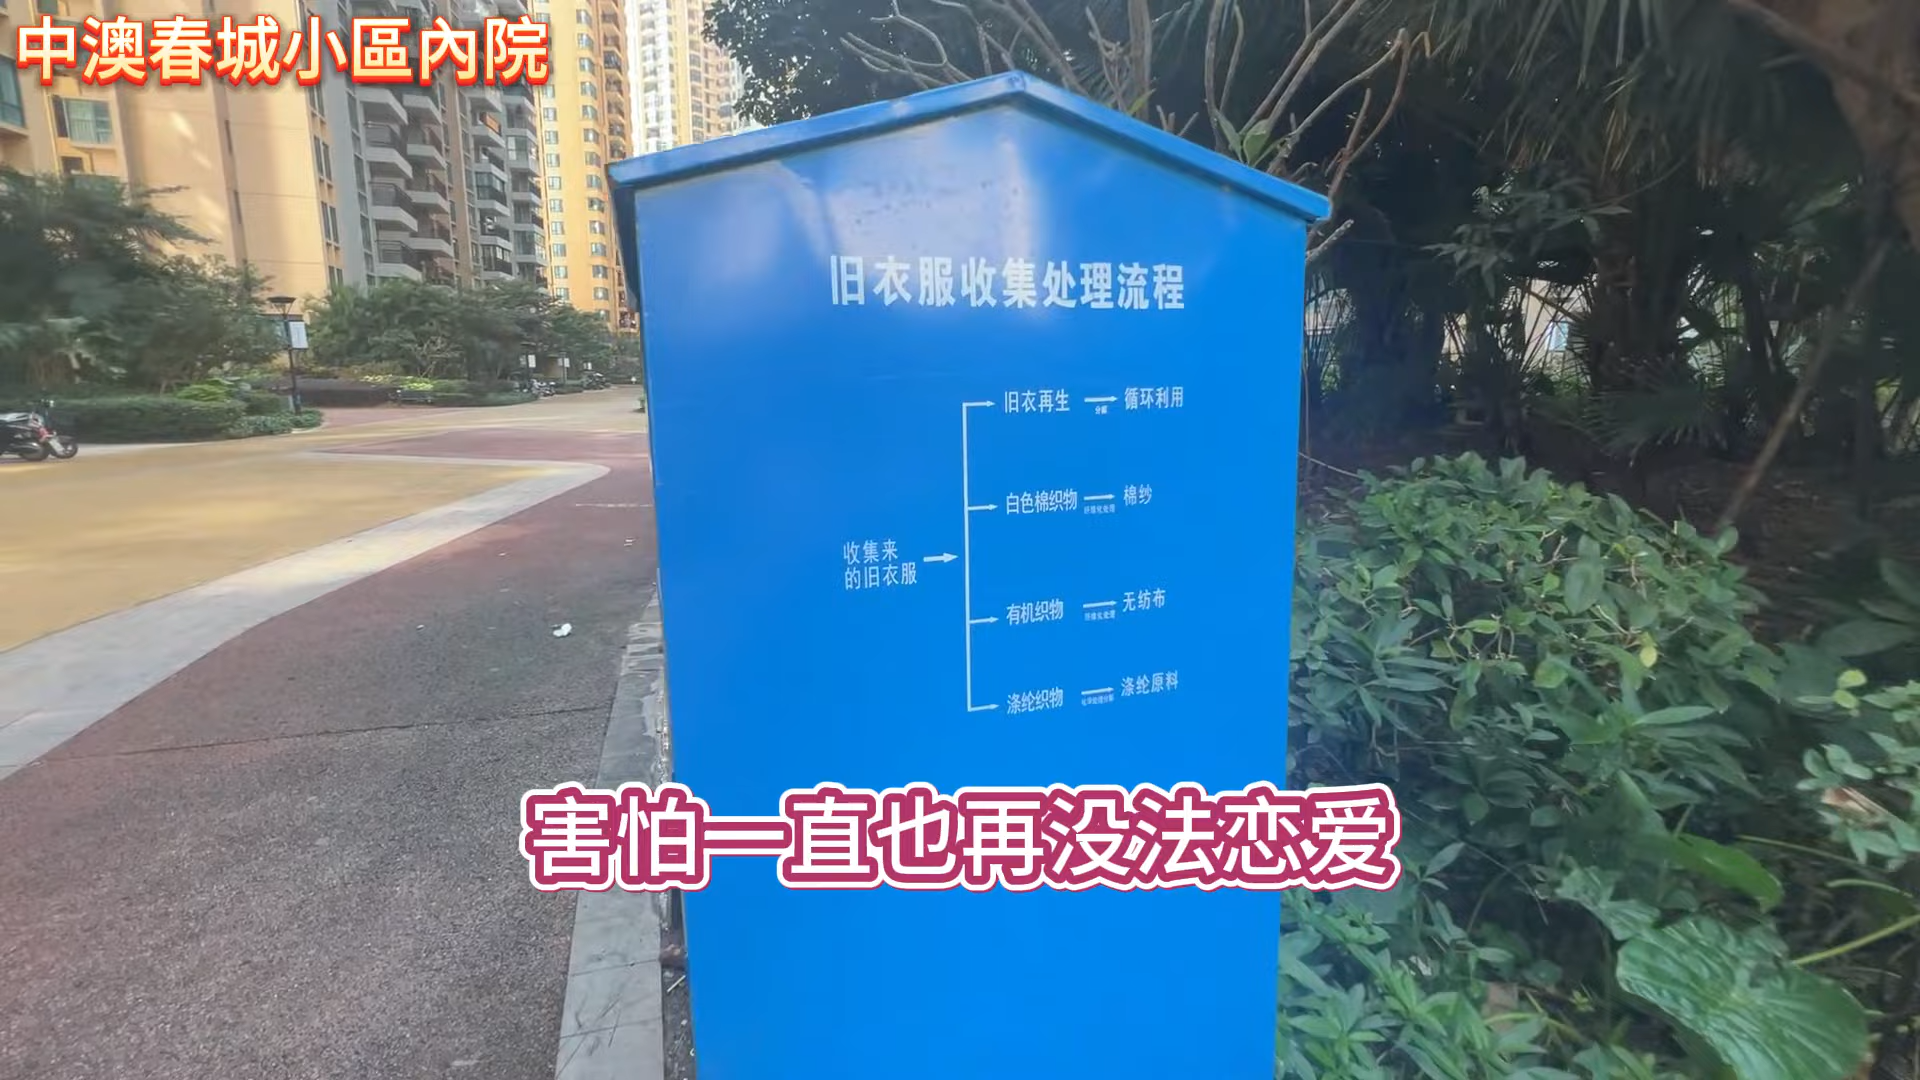 中澳春城小區內院
旧衣服收集处理流程
旧衣再生 循环利用
白色棉织物 棉纱
收集来
的旧衣服
有机织物 无纺布
涤纶织物 涤纶原料
害怕一直也再没法恋爱